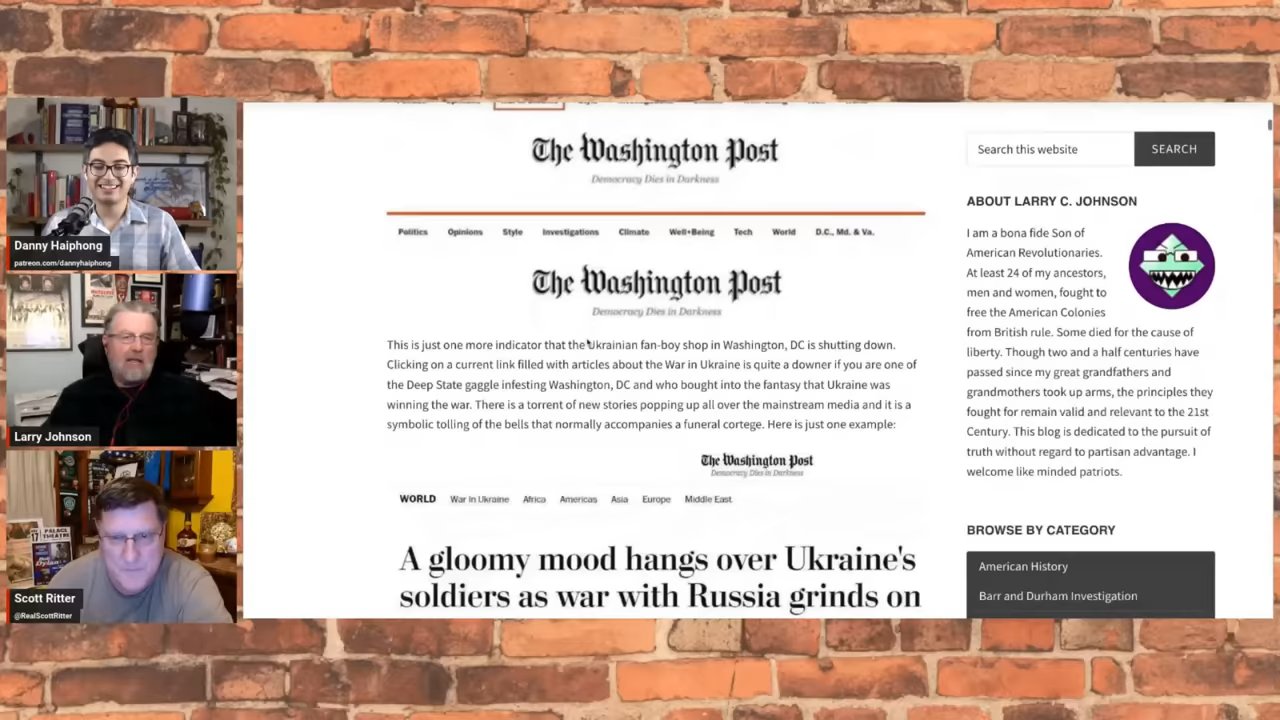 The Washington Post
Democracy Dies in Darkness
Politics Opinions Style Investigations Climate Well+Being Tech World D.C., Md. & Va.
The Washington Post
Democracy Dies in Darkness
This is just one more indicator that the Ukrainian fan-boy shop in Washington, DC is shutting down.
Clicking on a current link filled with articles about the War in Ukraine is quite a downer if you are one of
the Deep State gaggle infesting Washington, DC and who bought into the fantasy that Ukraine was
winning the war. There is a torrent of new stories popping up all over the mainstream media and it is a
symbolic tolling of the bells that normally accompanies a funeral cortege. Here is just one example:
The Washington Post
Democracy Dies in Darkness
WORLD War in Ukraine Africa Americas Asia Europe Middle East
A gloomy mood hangs over Ukraine's
soldiers as war with Russia grinds on
Search this website
SEARCH
ABOUT LARRY C. JOHNSON
I am a bona fide Son of
American Revolutionaries.
At least 24 of my ancestors,
men and women, fought to
free the American Colonies
from British rule. Some died for the cause of
liberty. Though two and a half centuries have
passed since my great grandfathers and
grandmothers took up arms, the principles they
fought for remain valid and relevant to the 21st
Century. This blog is dedicated to the pursuit of
truth without regard to partisan advantage. I
welcome like minded patriots.
BROWSE BY CATEGORY
American History
Barr and Durham Investigation
Danny Haiphong
patreon.com/dannyhaiphong
Larry Johnson
17 PALACE
THEATRE
Bob Dylan
Scott Ritter
@RealScottRitter